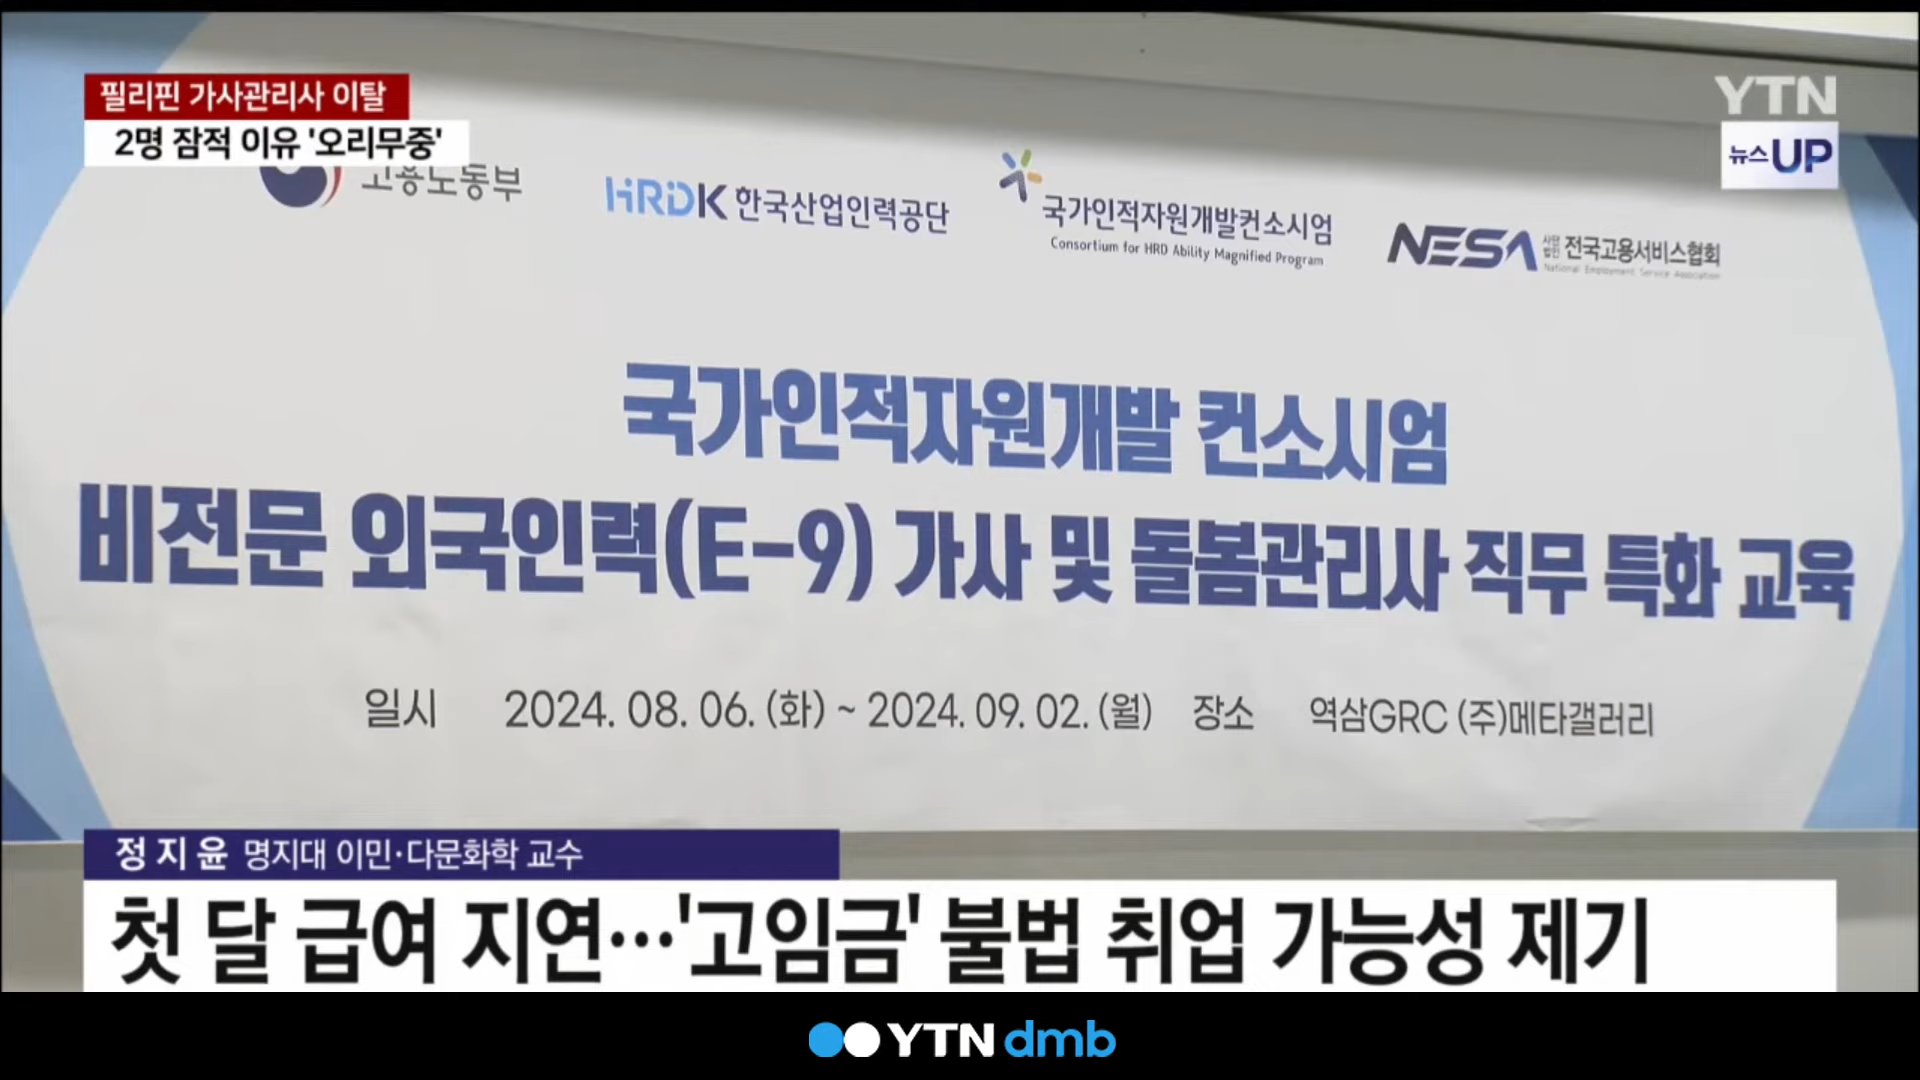 필리핀 가사관리사 이탈
2명 잠적 이유 '오리무중'
YTN
뉴스UP
고용노동부
HRDK 한국산업인력공단
국가인적자원개발컨소시엄
Consortium for HRD Ability Magnified Program
NESA 사단법인 전국고용서비스협회
National Employment Service Association
국가인적자원개발 컨소시엄
비전문 외국인력(E-9) 가사 및 돌봄관리사 직무 특화 교육
일시 2024. 08. 06. (화) ~ 2024. 09. 02. (월) 장소 역삼GRC (주)메타갤러리
정지윤 명지대 이민·다문화학 교수
첫 달 급여 지연…'고임금' 불법 취업 가능성 제기
YTN dmb